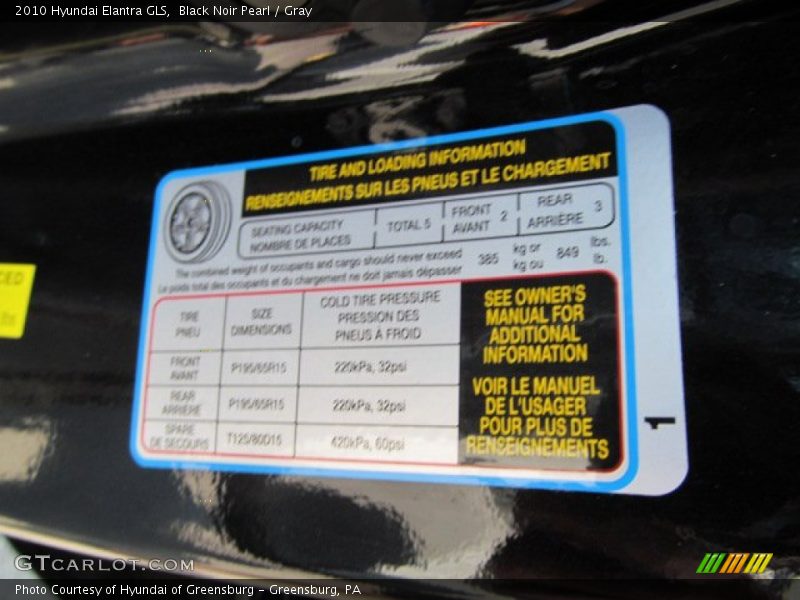 2010 Hyundai Elantra GLS,  Black Noir Pearl / Gray
TIRE AND LOADING INFORMATION
RENSEIGNEMENTS SUR LES PNEUS ET LE CHARGEMENT
SEATING CAPACITY
NOMBRE DE PLACES
TOTAL 5
FRONT
AVANT
2
REAR
ARRIÈRE
3
The combined weight of occupants and cargo should never exceed
Le poids total des occupants et du chargement ne doit jamais dépasser
385
kg or
kg ou
849
lbs.
lb.
TIRE
PNEU
SIZE
DIMENSIONS
COLD TIRE PRESSURE
PRESSION DES
PNEUS À FROID
FRONT
AVANT
P195/65R15
220kPa, 32psi
REAR
ARRIÈRE
P195/65R15
220kPa, 32psi
SPARE
DE SECOURS
T125/80D15
420kPa, 60psi
SEE OWNER'S
MANUAL FOR
ADDITIONAL
INFORMATION
VOIR LE MANUEL
DE L'USAGER
POUR PLUS DE
RENSEIGNEMENTS
1
GTCARLOT.COM
Photo Courtesy of Hyundai of Greensburg – Greensburg, PA